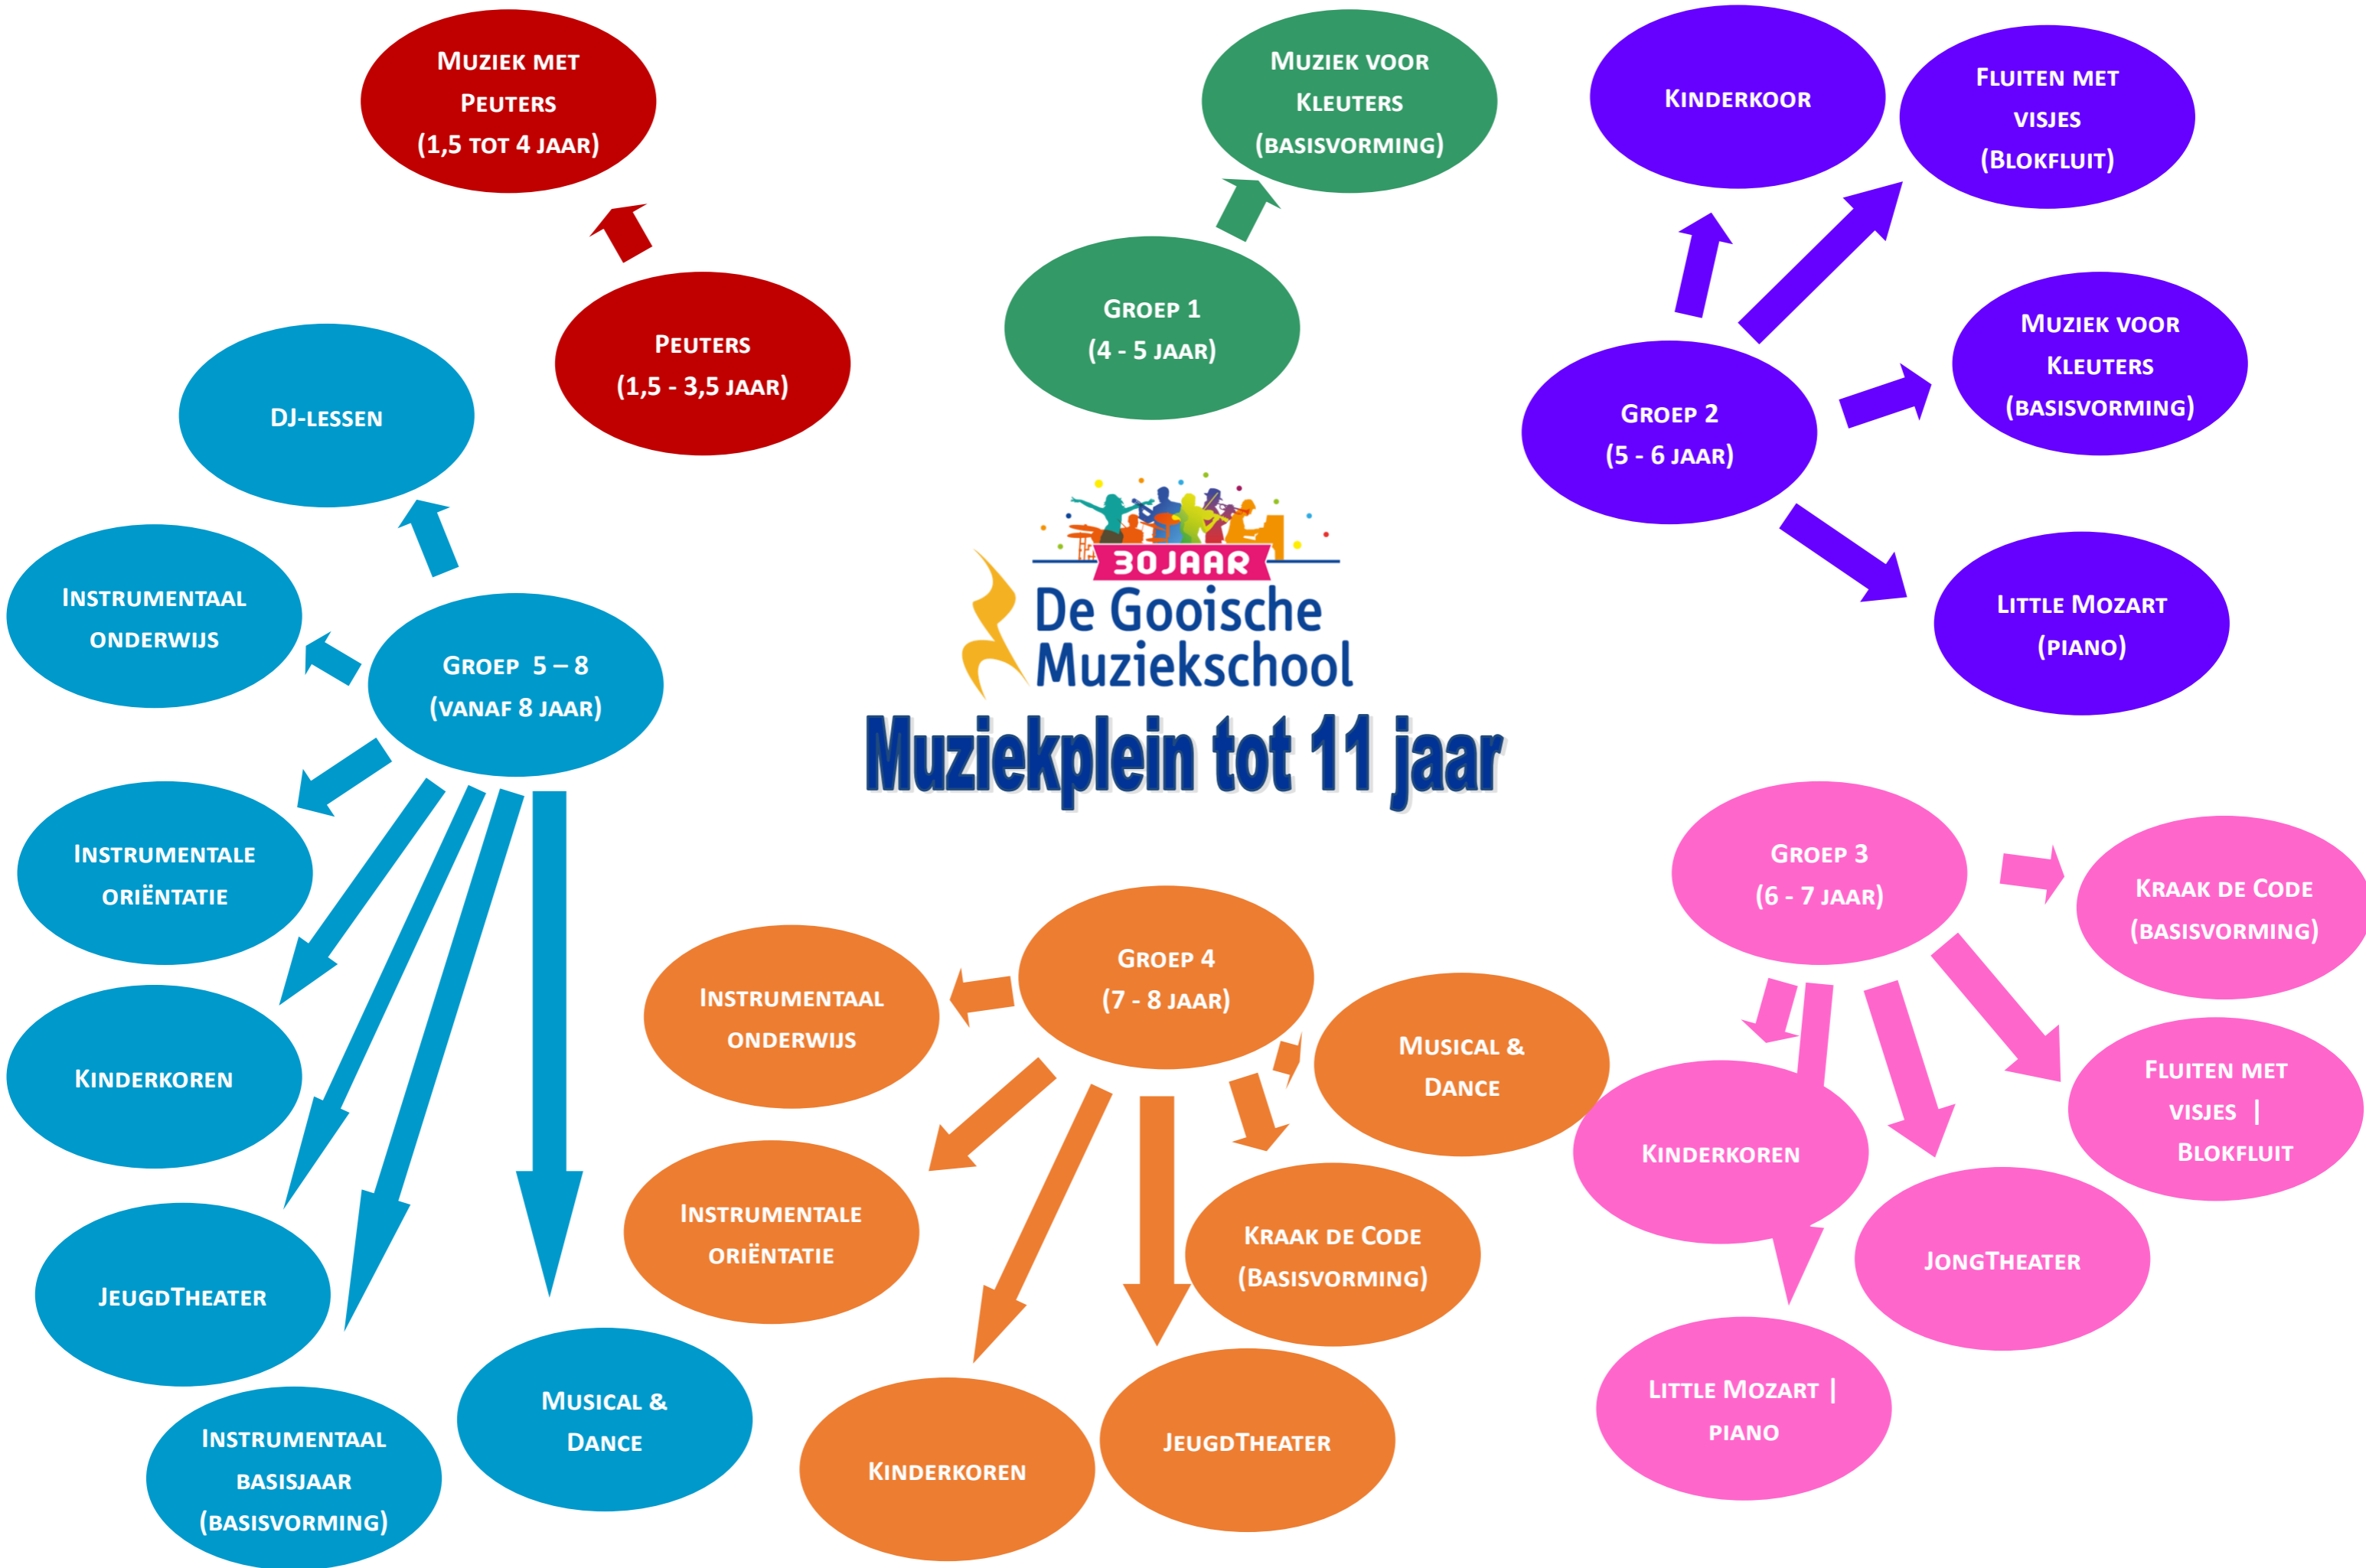 Muziek met
Peuters
(1,5 tot 4 jaar)
Peuters
(1,5 - 3,5 jaar)
Muziek voor
Kleuters
(basisvorming)
Groep 1
(4 - 5 jaar)
Kinderkoor
Fluiten met
visjes
(Blokfluit)
Muziek voor
Kleuters
(basisvorming)
Groep 2
(5 - 6 jaar)
Little Mozart
(piano)
30 JAAR
De Gooische
Muziekschool
Muziekplein tot 11 jaar
DJ-lessen
Instrumentaal
onderwijs
Groep 5 – 8
(vanaf 8 jaar)
Instrumentale
oriëntatie
Kinderkoren
JeugdTheater
Instrumentaal
basisjaar
(basisvorming)
Musical &
Dance
Groep 4
(7 - 8 jaar)
Instrumentaal
onderwijs
Instrumentale
oriëntatie
Kinderkoren
JeugdTheater
Kraak de Code
(Basisvorming)
Musical &
Dance
Groep 3
(6 - 7 jaar)
Kraak de Code
(basisvorming)
Fluiten met
visjes |
Blokfluit
Kinderkoren
JongTheater
Little Mozart |
piano